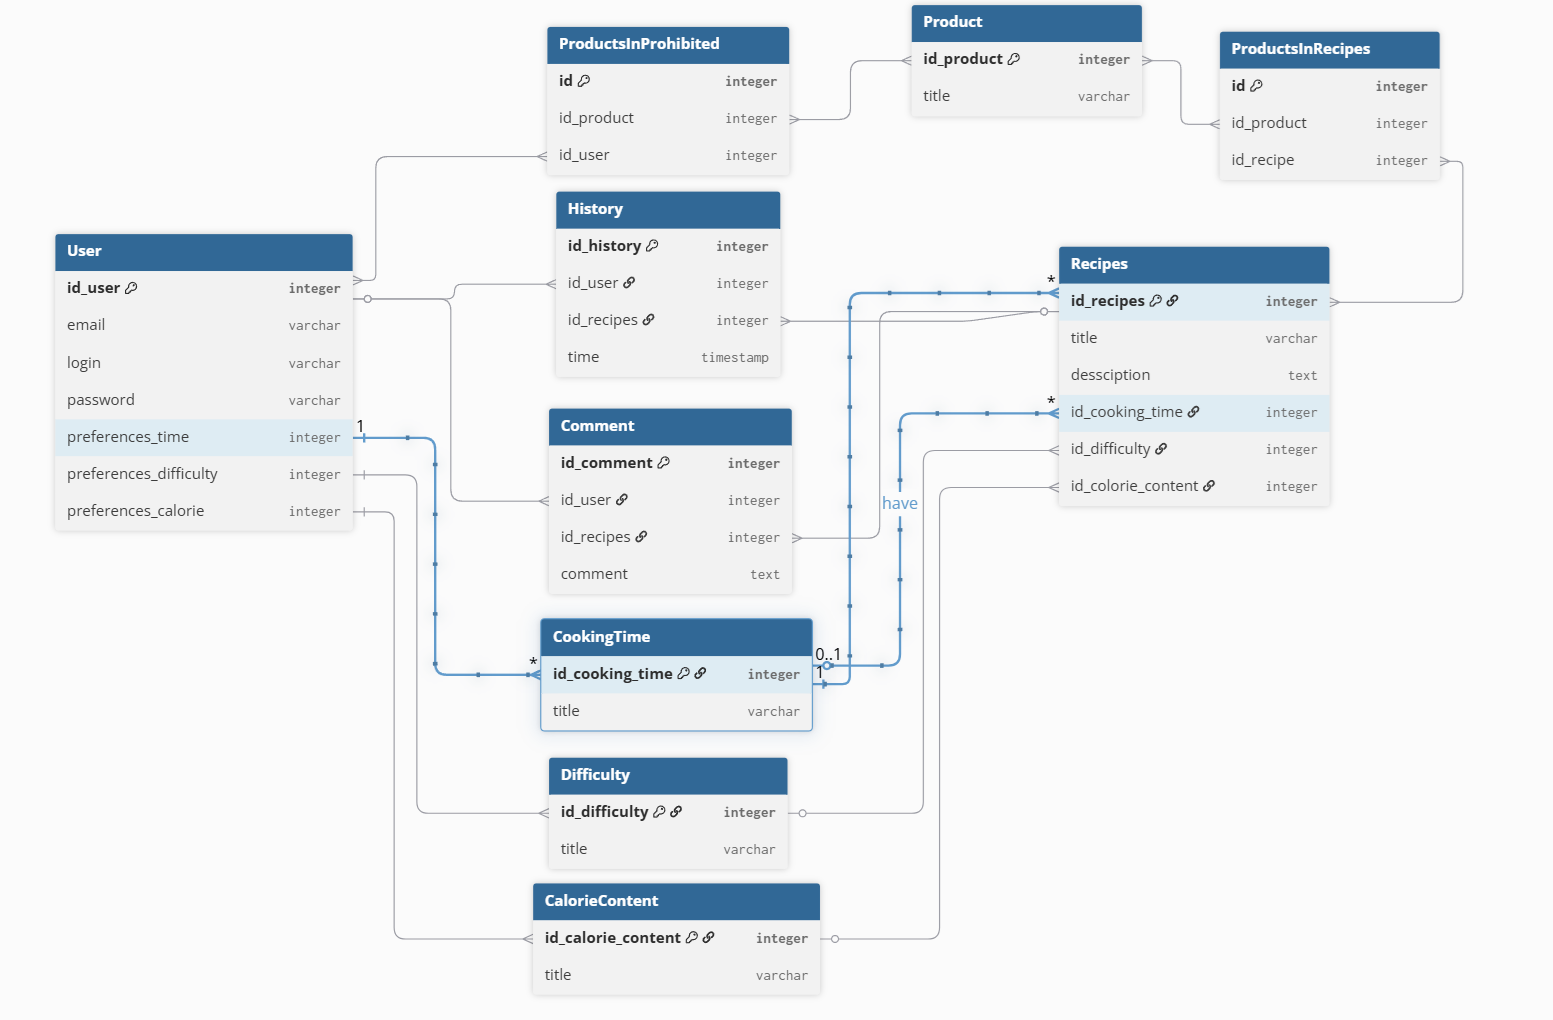 ProductsInProhibited
id integer
id_product integer
id_user integer
Product
id_product integer
title varchar
ProductsInRecipes
id integer
id_product integer
id_recipe integer
History
id_history integer
id_user integer
id_recipes integer
time timestamp
User
id_user integer
email varchar
login varchar
password varchar
preferences_time integer
preferences_difficulty integer
preferences_calorie integer
1
Recipes
*
id_recipes integer
title varchar
dessciption text
*
id_cooking_time integer
id_difficulty integer
id_colorie_content integer
Comment
id_comment integer
id_user integer
id_recipes integer
comment text
have
CookingTime
*
0..1
1
id_cooking_time integer
title varchar
Difficulty
id_difficulty integer
title varchar
CalorieContent
id_calorie_content integer
title varchar